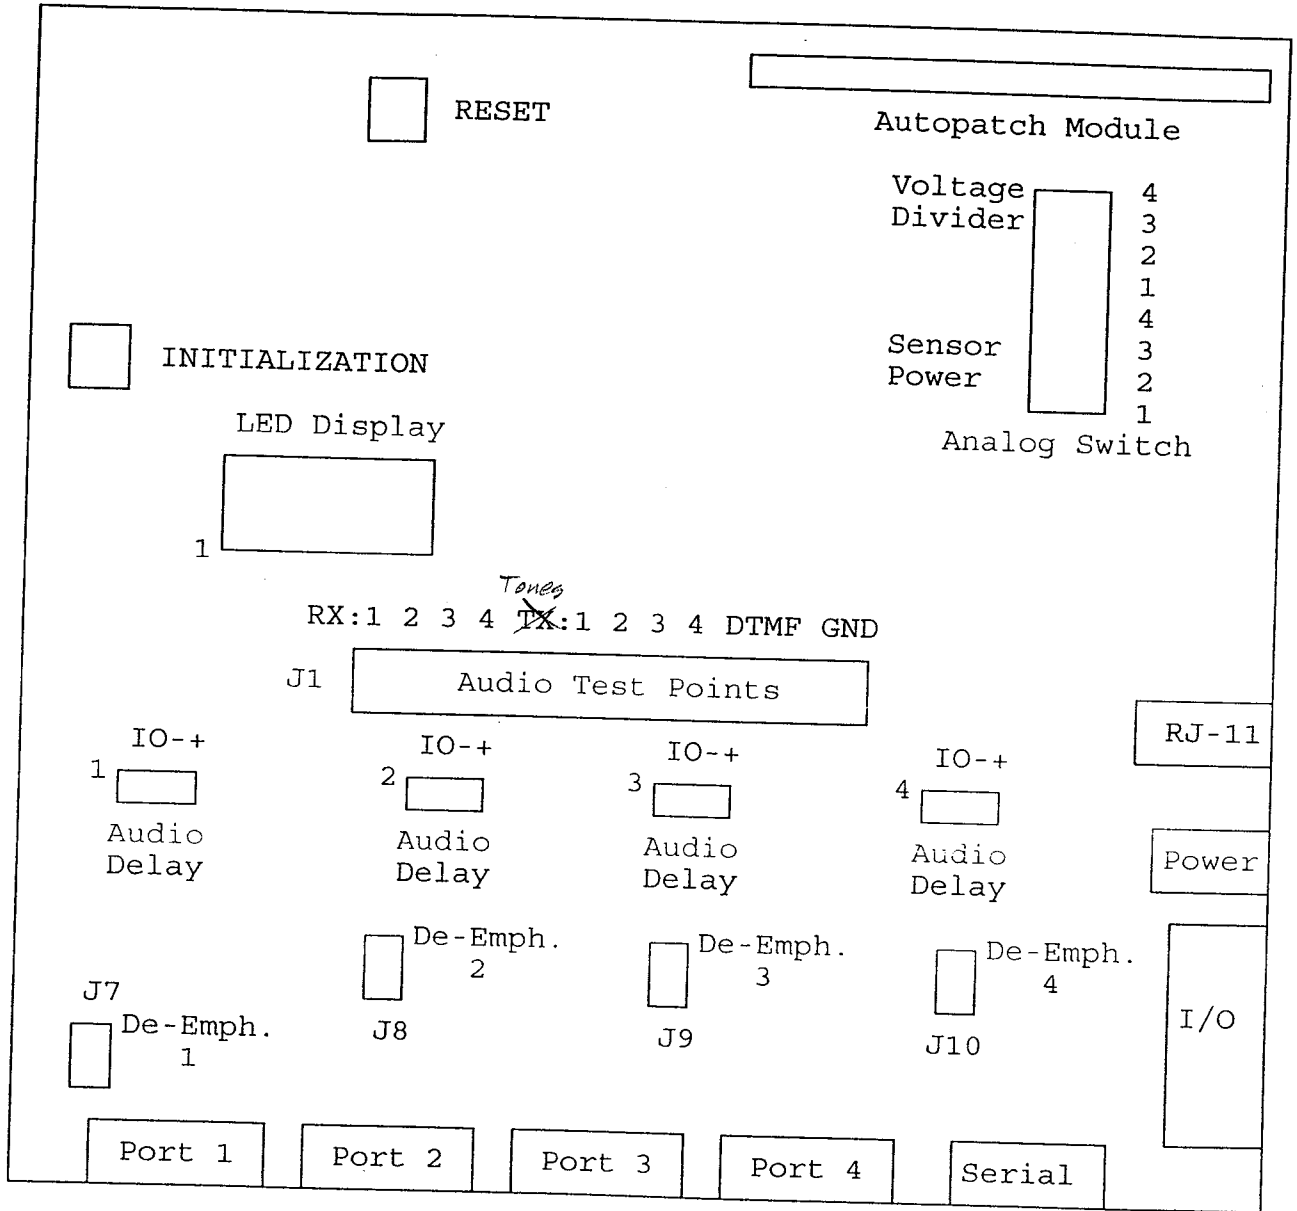 RESET
Autopatch Module
Voltage
Divider
4
3
2
1
4
3
2
1
Sensor
Power
Analog Switch
INITIALIZATION
LED Display
1
Tones
RX:1 2 3 4 TX:1 2 3 4 DTMF GND
J1
Audio Test Points
RJ-11
IO-+
IO-+
IO-+
IO-+
1
2
3
4
Audio
Delay
Audio
Delay
Audio
Delay
Audio
Delay
Power
De-Emph.
2
De-Emph.
3
De-Emph.
4
J7
De-Emph.
1
J8
J9
J10
I/O
Port 1
Port 2
Port 3
Port 4
Serial